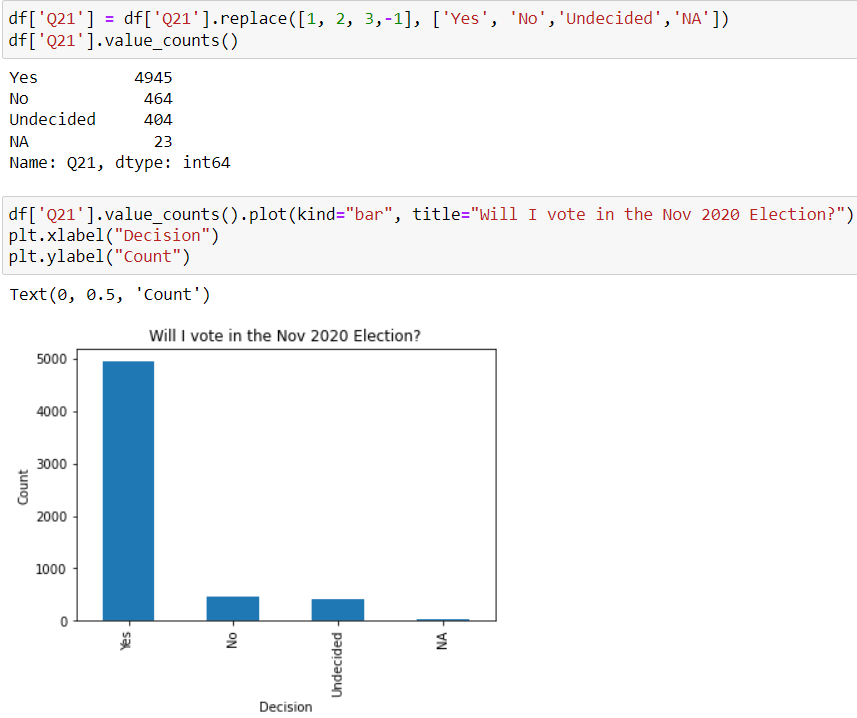 df['Q21'] = df['Q21'].replace([1, 2, 3,-1], ['Yes', 'No','Undecided','NA'])
df['Q21'].value_counts()
Yes 4945
No 464
Undecided 404
NA 23
Name: Q21, dtype: int64
df['Q21'].value_counts().plot(kind="bar", title="Will I vote in the Nov 2020 Election?")
plt.xlabel("Decision")
plt.ylabel("Count")
Text(0, 0.5, 'Count')
Will I vote in the Nov 2020 Election?
5000
4000
3000
2000
1000
0
Count
Yes
No
Undecided
NA
Decision